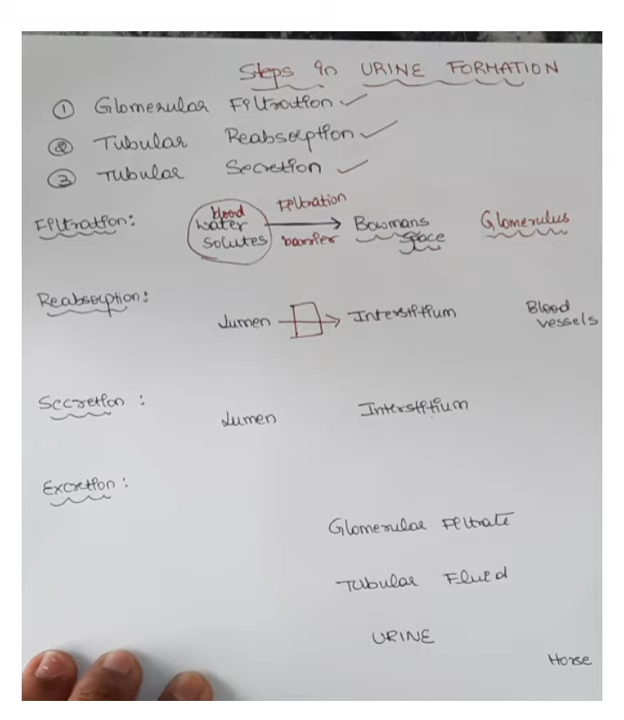 Steps in URINE FORMATION
① Glomerular Filtration ✓
② Tubular Reabsorption ✓
③ Tubular Secretion ✓
Filtration: blood water solutes Filtration barrier Bowmans space Glomerulus
Reabsorption: Lumen Interstitium Blood vessels
Secretion: Lumen Interstitium
Excretion:
Glomerular Filtrate
Tubular Fluid
URINE
Horse